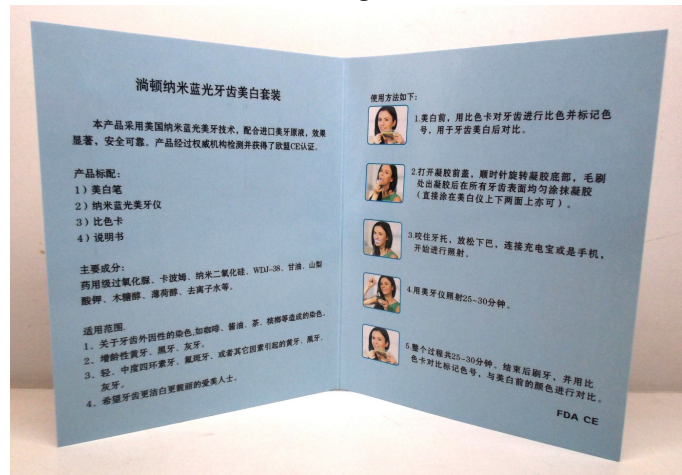 淌顿纳米蓝光牙齿美白套装
本产品采用美国纳米蓝光美牙技术，配合进口美牙原液，效果
显著，安全可靠。产品经过权威机构检测并获得了欧盟CE认证。
产品标配：
1）美白笔
2）纳米蓝光美牙仪
3）比色卡
4）说明书
主要成分：
药用级过氧化脲、卡波姆、纳米二氧化硅、WDJ-38、甘油、山梨
酸钾、木糖醇、薄荷醇、去离子水等。
适用范围.
1、关于牙齿外因性的染色,如咖啡、酱油、茶、槟榔等造成的染色.
2、增龄性黄牙、黑牙、灰牙.
3、轻、中度四环素牙、氟斑牙、或者其它因素引起的黄牙、黑牙、
灰牙。
4、希望牙齿更洁白更靓丽的爱美人士。
使用方法如下:
1.美白前，用比色卡对牙齿进行比色并标记色
号，用于牙齿美白后对比。
2.打开凝胶前盖，顺时针旋转凝胶底部，毛刷
处出凝胶后在所有牙齿表面均匀涂抹凝胶
（直接涂在美白仪上下两面上亦可）。
3.咬住牙托，放松下巴，连接充电宝或是手机，
开始进行照射。
4.用美牙仪照射25-30分钟。
5.整个过程共25-30分钟。结束后刷牙，并用比
色卡对比标记色号，与美白前的颜色进行对比。
FDA CE